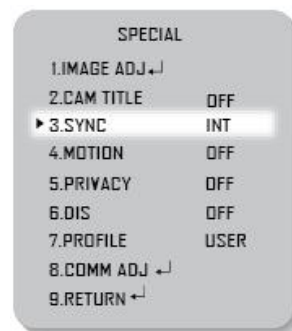 SPECIAL
1.IMAGE ADJ↵
2.CAM TITLE OFF
▶ 3.SYNC INT
4.MOTION OFF
5.PRIVACY OFF
6.DIS OFF
7.PROFILE USER
8.COMM ADJ ↵
9.RETURN ↵